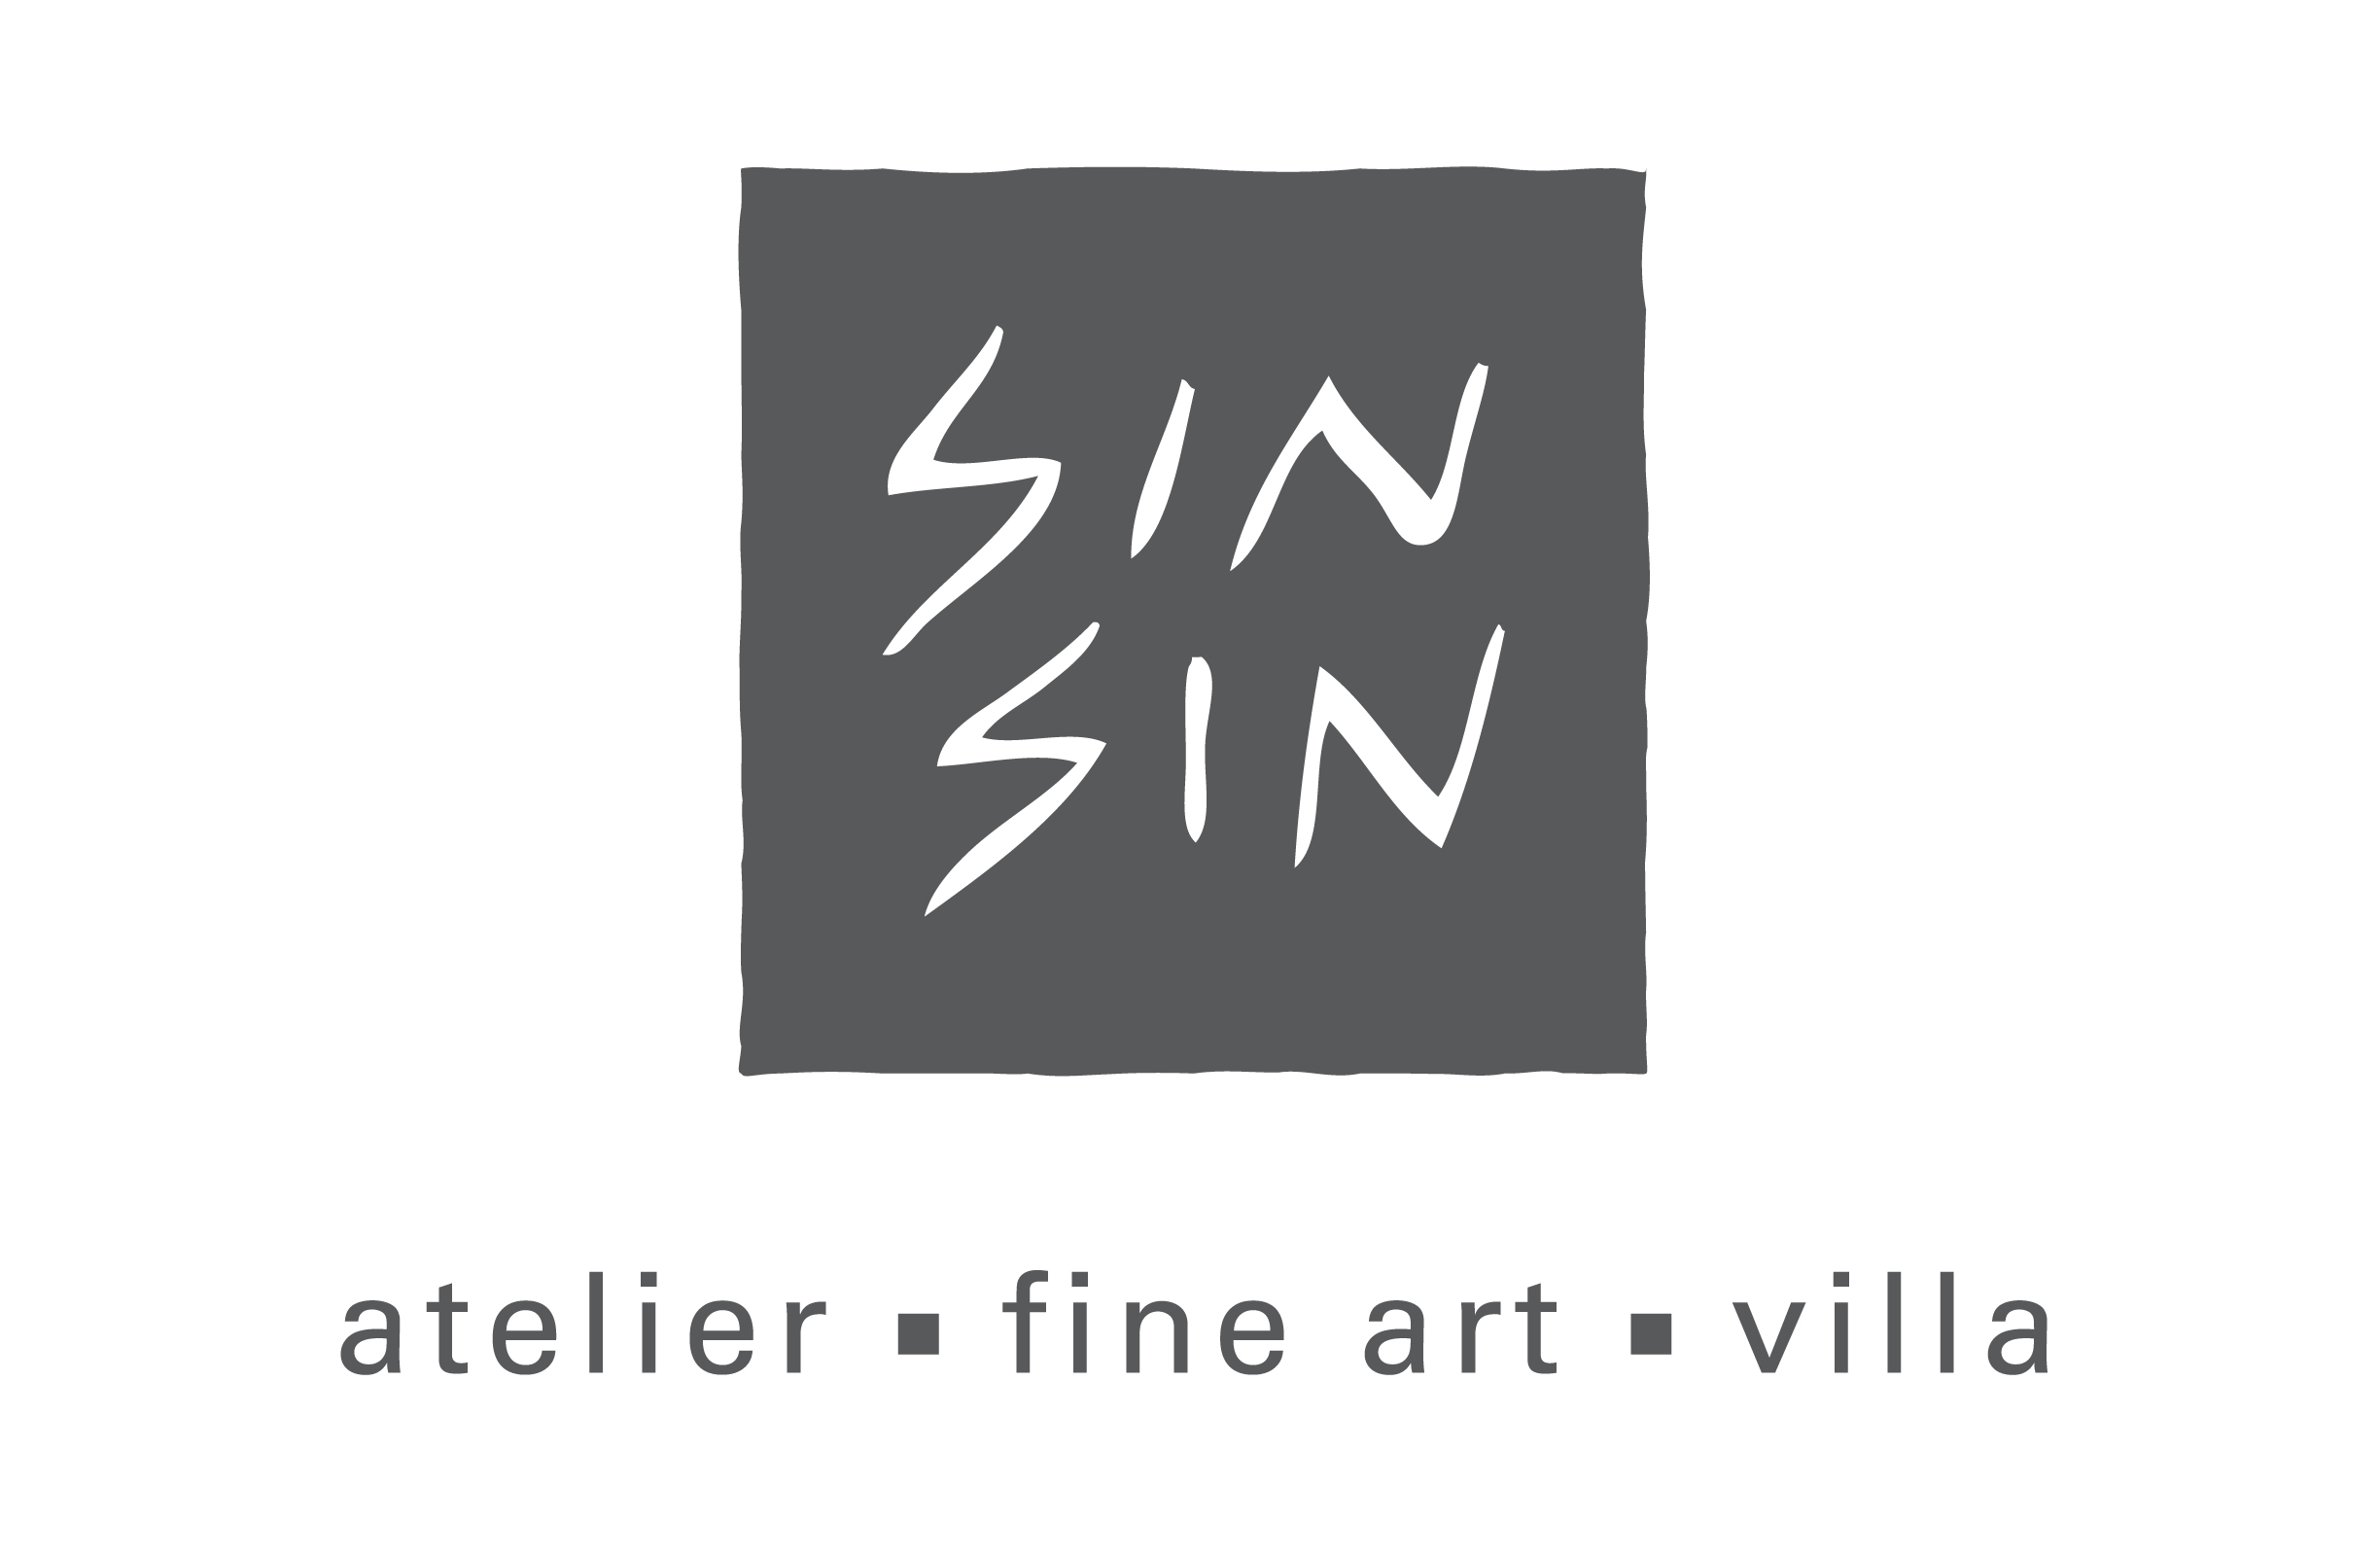 SIN
SIN
atelier ▪ fine art ▪ villa